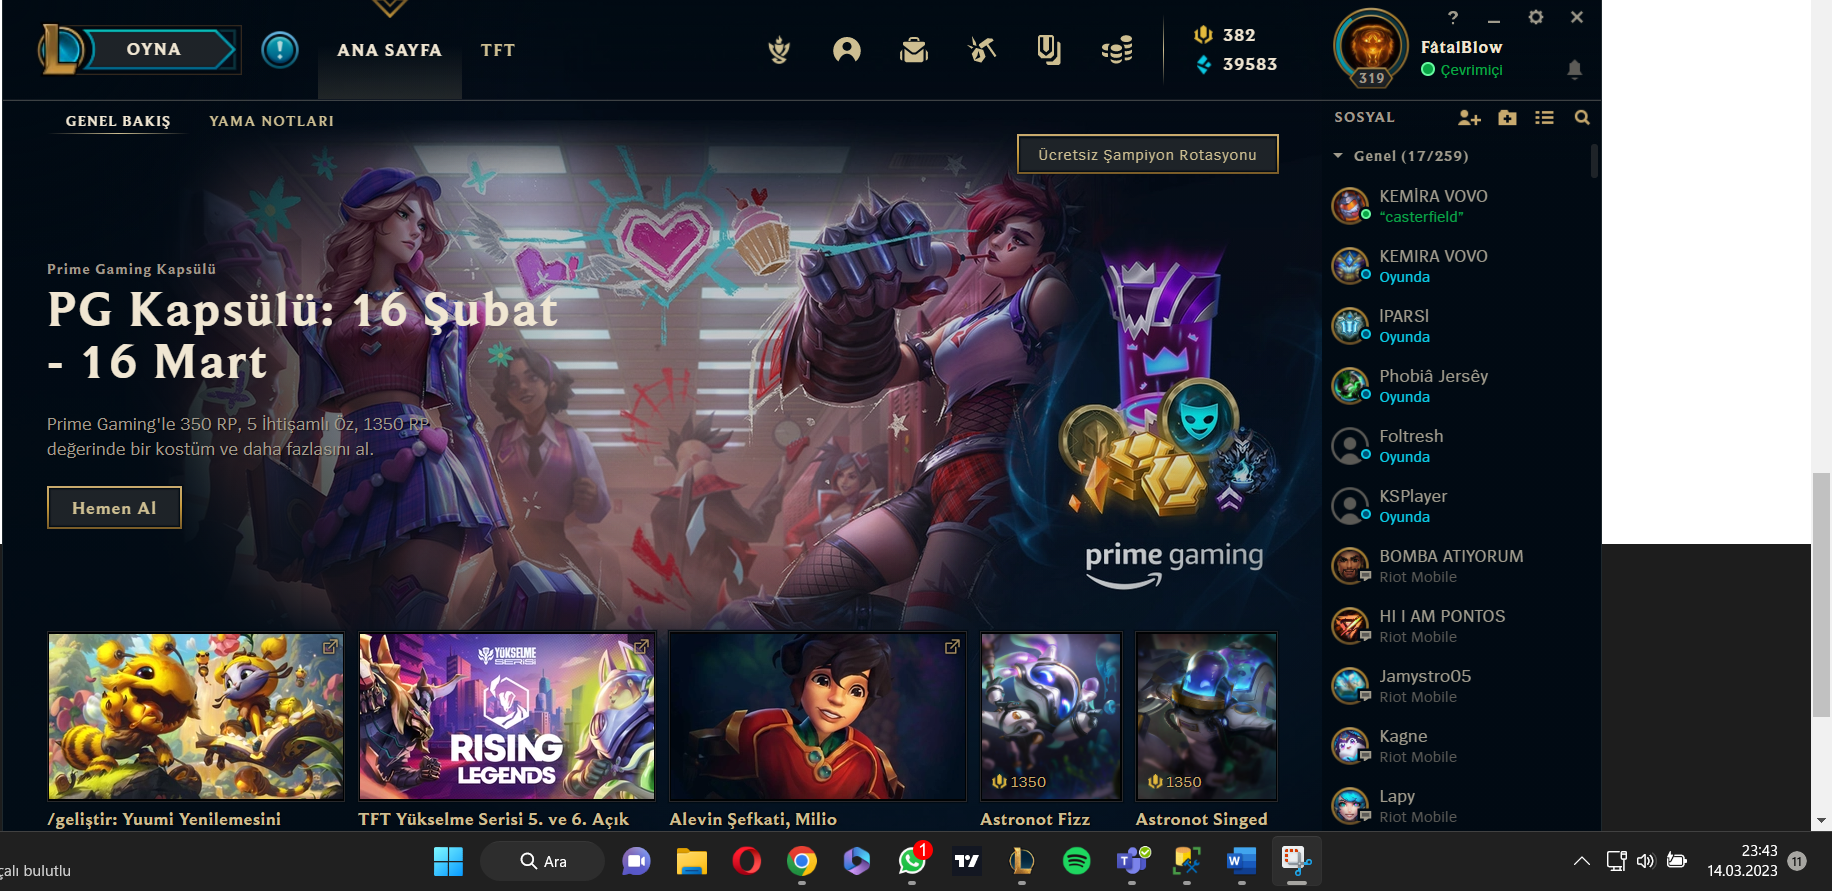 OYNA
ANA SAYFA
TFT
382
39583
319
FâtalBlow
Çevrimiçi
GENEL BAKIŞ
YAMA NOTLARI
Ücretsiz Şampiyon Rotasyonu
Prime Gaming Kapsülü
PG Kapsülü: 16 Şubat
- 16 Mart
Prime Gaming'le 350 RP, 5 İhtişamlı Öz, 1350 RP
değerinde bir kostüm ve daha fazlasını al.
Hemen Al
prime gaming
YÜKSELME
SERİSİ
RISING
LEGENDS
1350
1350
/geliştir: Yuumi Yenilemesini
TFT Yükselme Serisi 5. ve 6. Açık
Alevin Şefkati, Milio
Astronot Fizz
Astronot Singed
SOSYAL
Genel (17/259)
KEMİRA VOVO
“casterfield”
KEMIRA VOVO
Oyunda
Oyunda
Phobiâ Jersêy
Oyunda
Foltresh
Oyunda
KSPlayer
Oyunda
BOMBA ATIYORUM
Riot Mobile
HI I AM PONTOS
Riot Mobile
Jamystro05
Riot Mobile
Kagne
Riot Mobile
Lapy
Riot Mobile
çalı bulutlu
Ara
1
23:43
14.03.2023
11